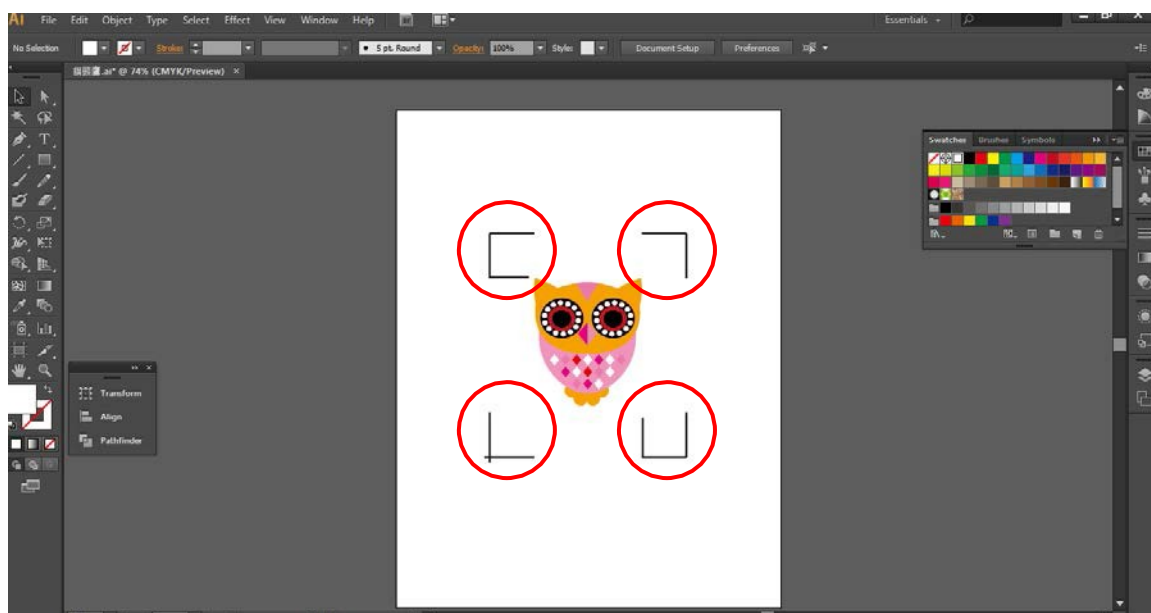 Ai File Edit Object Type Select Effect View Window Help
Essentials
No Selection Stroke: 5 pt. Round Opacity: 100% Style: Document Setup Preferences
.ai* @ 74% (CMYK/Preview) ×
Swatches Brushes Symbols
Transform
Align
Pathfinder